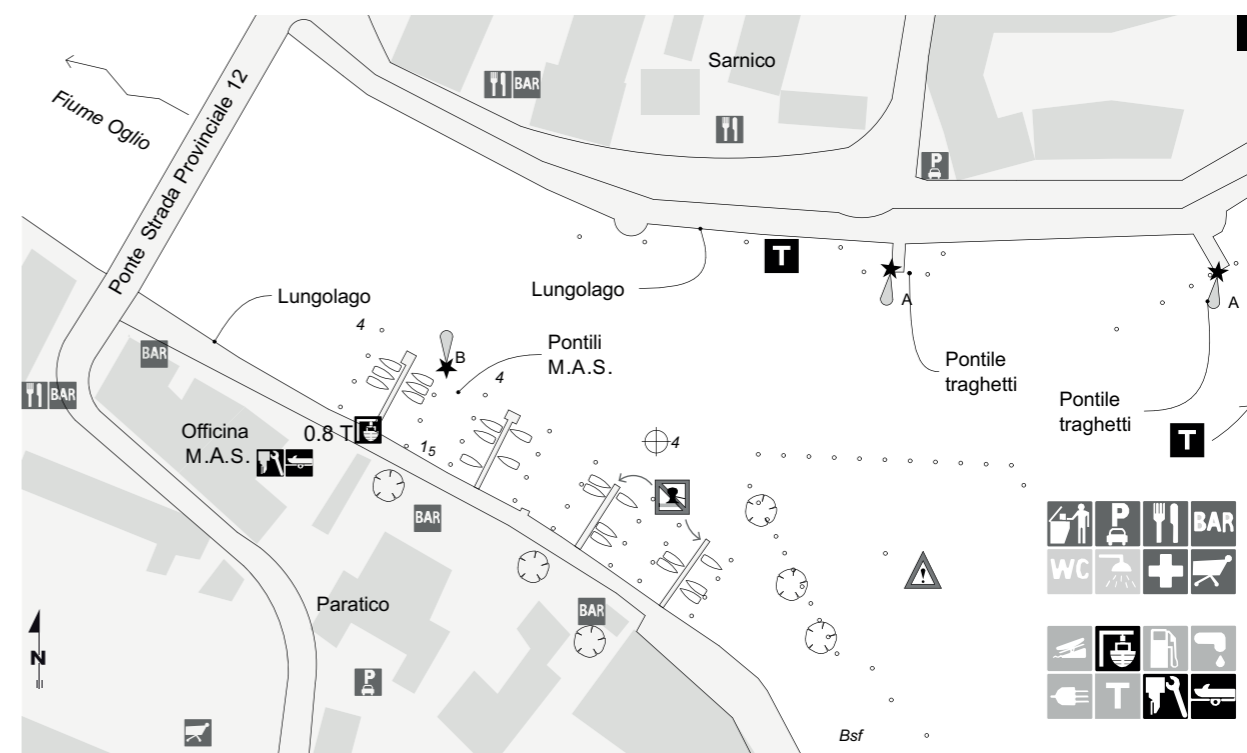 Sarnico
BAR
Fiume Oglio
Ponte Strada Provinciale 12
P
T
A
A
Lungolago
Lungolago
4
B
Pontili
M.A.S.
4
Pontile
traghetti
Pontile
traghetti
BAR
BAR
Officina
M.A.S.
0.8 T
15
4
T
BAR
BAR
Paratico
P
N
Bsf
P
BAR
WC
T